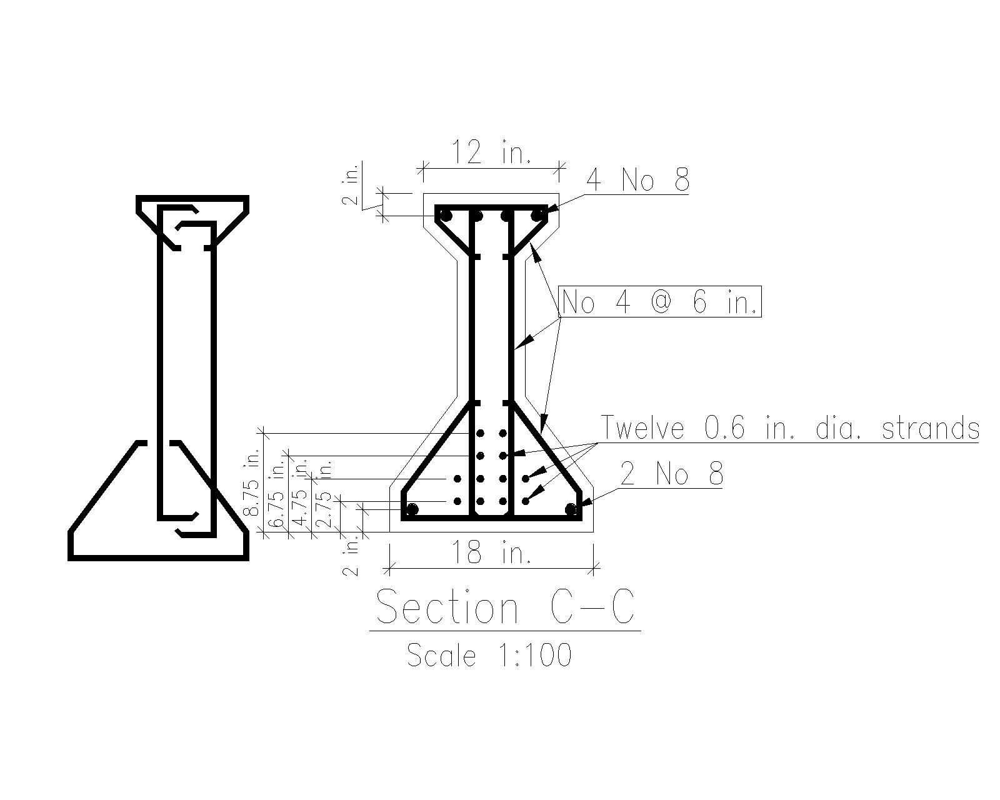 12 in.
2 in.
4 No 8
No 4 @ 6 in.
Twelve 0.6 in. dia. strands
2 No 8
8.75 in.
6.75 in.
4.75 in.
2.75 in.
2 in.
18 in.
Section C-C
Scale 1:100